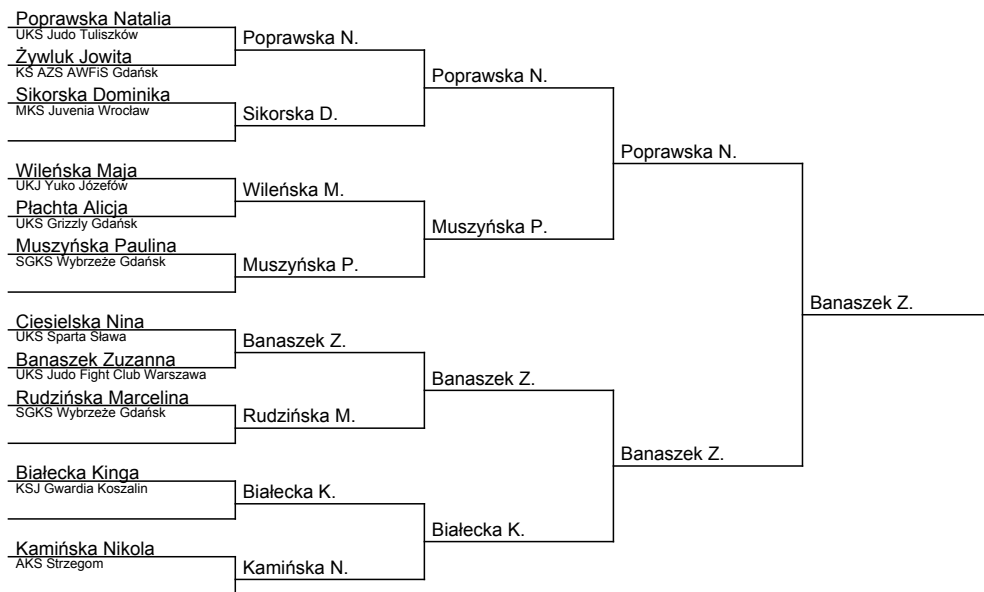 Poprawska Natalia
UKS Judo Tuliszków
Żywluk Jowita
KS AZS AWFiS Gdańsk
Sikorska Dominika
MKS Juvenia Wrocław
Wileńska Maja
UKJ Yuko Józefów
Płachta Alicja
UKS Grizzly Gdańsk
Muszyńska Paulina
SGKS Wybrzeże Gdańsk
Ciesielska Nina
UKS Sparta Sława
Banaszek Zuzanna
UKS Judo Fight Club Warszawa
Rudzińska Marcelina
SGKS Wybrzeże Gdańsk
Białecka Kinga
KSJ Gwardia Koszalin
Kamińska Nikola
AKS Strzegom
Poprawska N.
Sikorska D.
Wileńska M.
Muszyńska P.
Banaszek Z.
Rudzińska M.
Białecka K.
Kamińska N.
Poprawska N.
Muszyńska P.
Banaszek Z.
Białecka K.
Poprawska N.
Banaszek Z.
Banaszek Z.